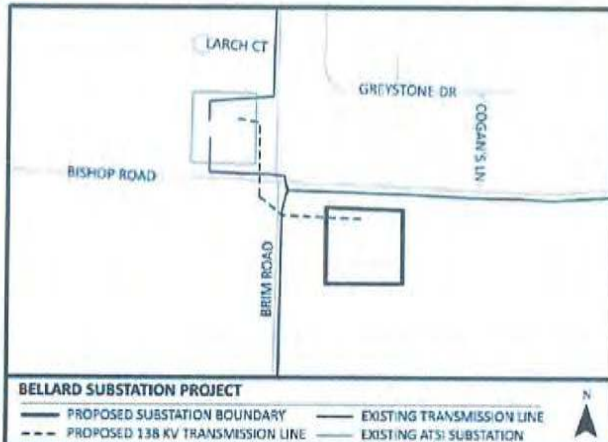 LARCH CT
GREYSTONE DR
COGAN'S LN
BISHOP ROAD
BRIM ROAD
BELLARD SUBSTATION PROJECT
N
PROPOSED SUBSTATION BOUNDARY
EXISTING TRANSMISSION LINE
PROPOSED 138 KV TRANSMISSION LINE
EXISTING ATSI SUBSTATION